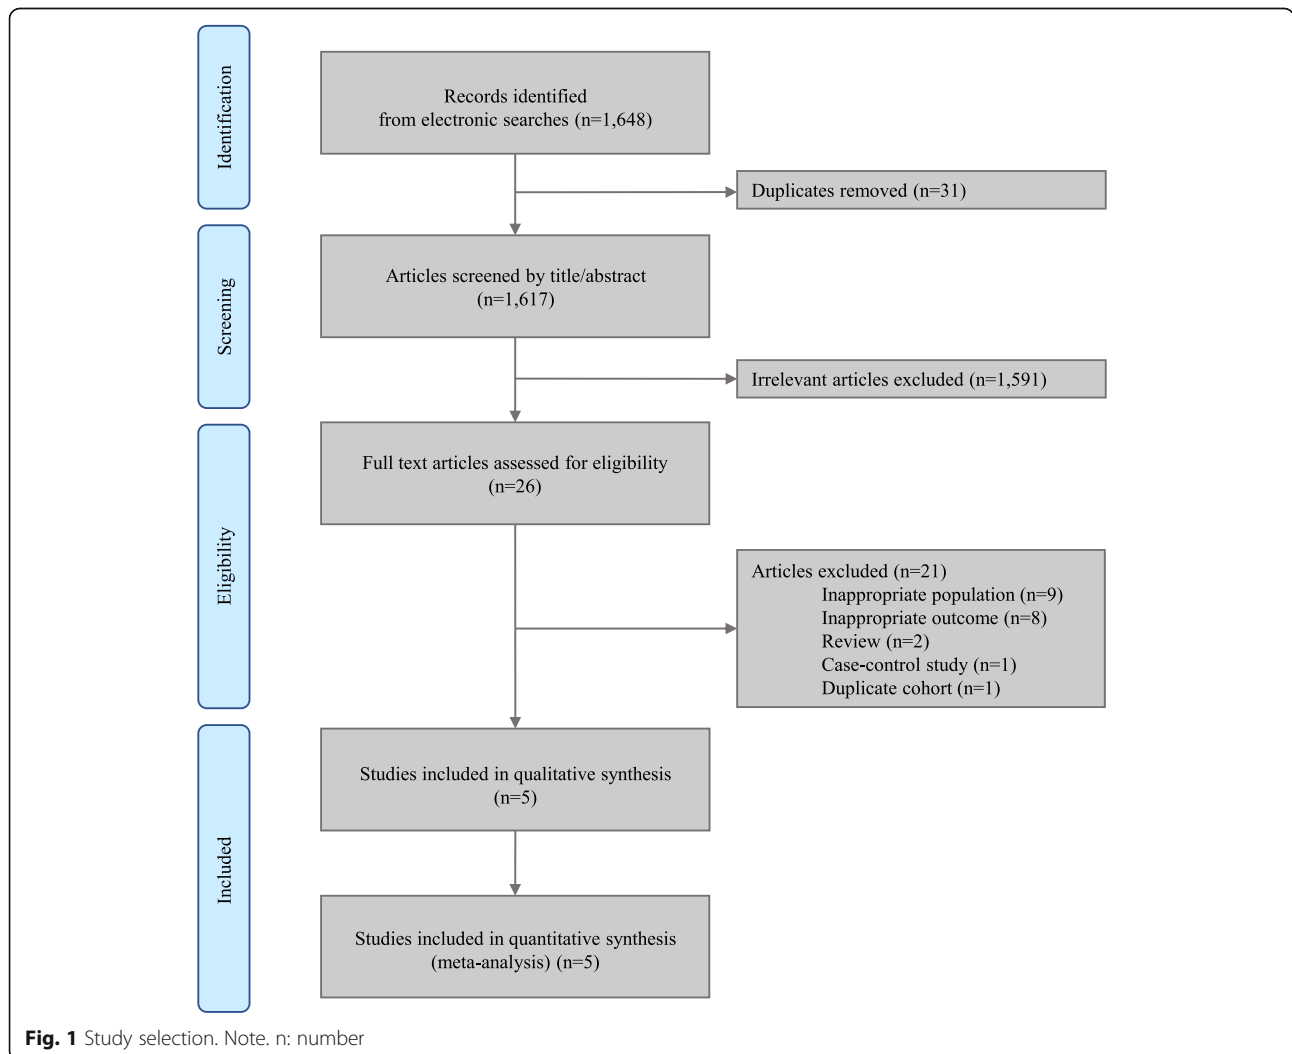 Identification
Records identified
from electronic searches (n=1,648)
Duplicates removed (n=31)
Screening
Articles screened by title/abstract
(n=1,617)
Irrelevant articles excluded (n=1,591)
Eligibility
Full text articles assessed for eligibility
(n=26)
Articles excluded (n=21)
Inappropriate population (n=9)
Inappropriate outcome (n=8)
Review (n=2)
Case-control study (n=1)
Duplicate cohort (n=1)
Included
Studies included in qualitative synthesis
(n=5)
Studies included in quantitative synthesis
(meta-analysis) (n=5)
Fig. 1 Study selection. Note. n: number